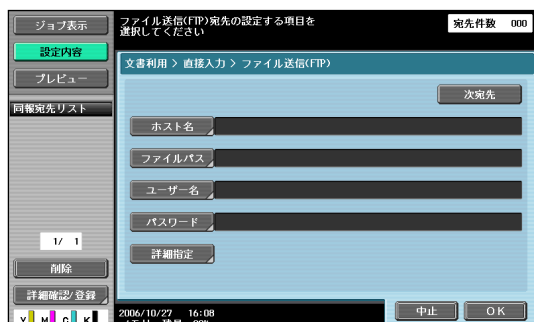 ジョブ表示
ファイル送信(FTP)宛先の設定する項目を
選択してください
宛先件数 000
設定内容
文書利用 > 直接入力 > ファイル送信(FTP)
プレビュー
次宛先
同報宛先リスト
ホスト名
ファイルパス
ユーザー名
パスワード
1/ 1
詳細指定
削除
詳細確認/登録
2006/10/27 16:08
中止
OK
Y M C K